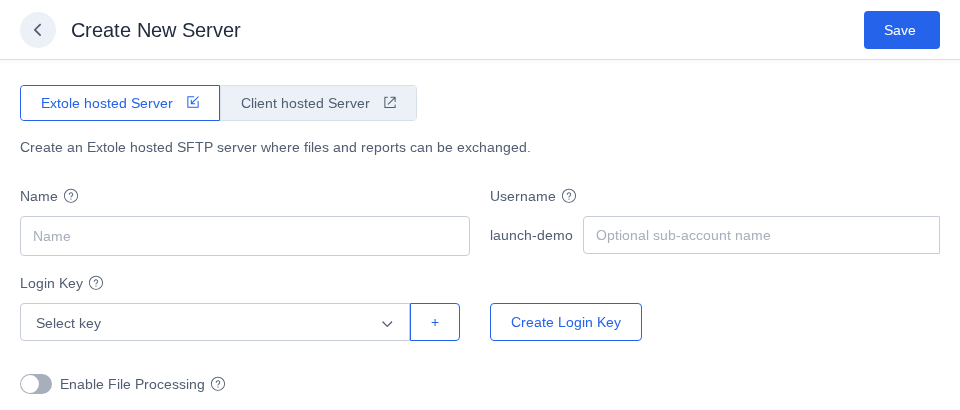 Create New Server
Save
Extole hosted Server
Client hosted Server
Create an Extole hosted SFTP server where files and reports can be exchanged.
Name
Username
Name
launch-demo
Optional sub-account name
Login Key
Select key
+
Create Login Key
Enable File Processing